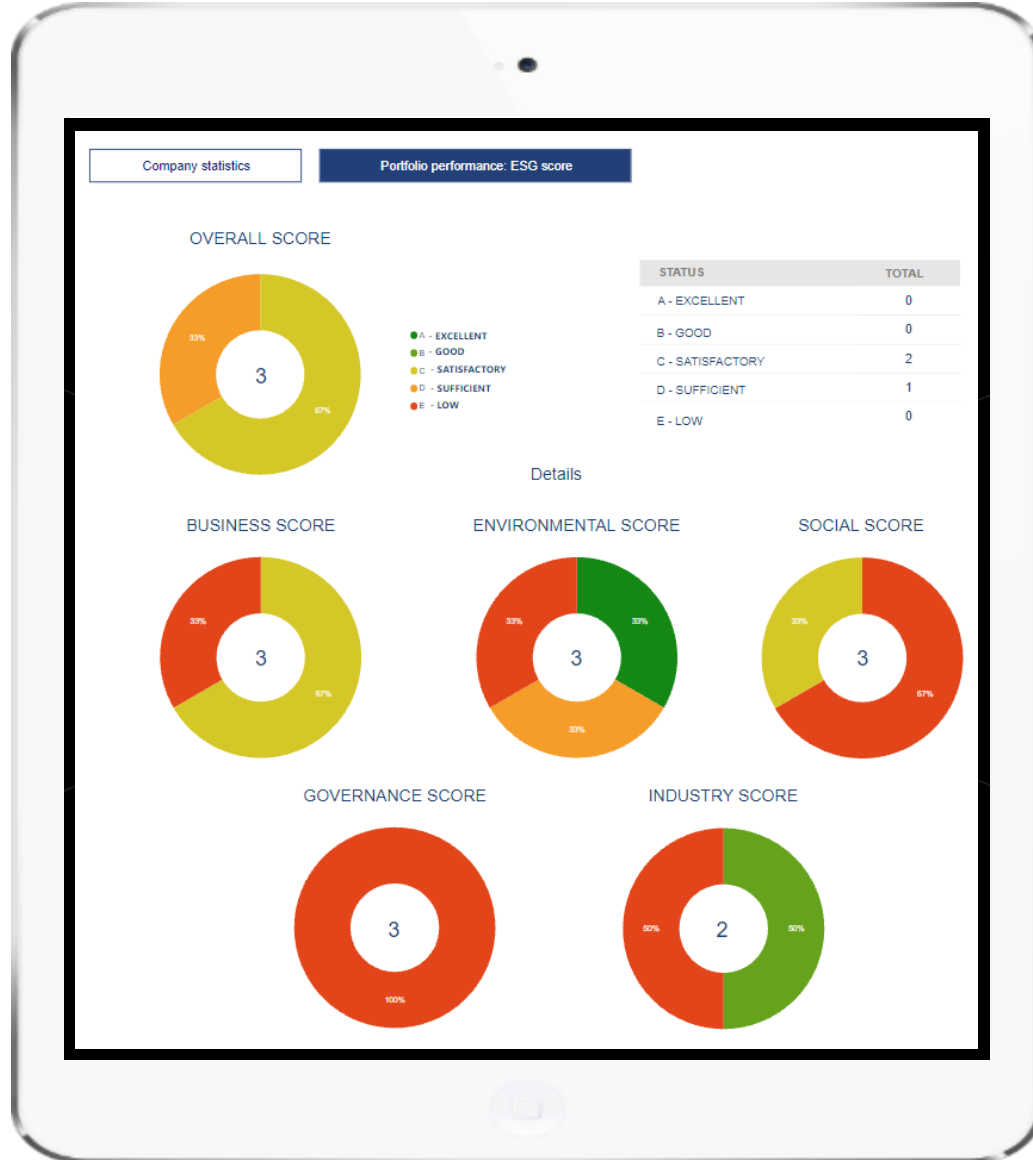 Company statistics
Portfolio performance: ESG score
OVERALL SCORE
33%
3
67%
A - EXCELLENT
B - GOOD
C - SATISFACTORY
D - SUFFICIENT
E - LOW
STATUS TOTAL
A - EXCELLENT 0
B - GOOD 0
C - SATISFACTORY 2
D - SUFFICIENT 1
E - LOW 0
Details
BUSINESS SCORE
33%
3
67%
ENVIRONMENTAL SCORE
33%
33%
3
33%
SOCIAL SCORE
33%
3
67%
GOVERNANCE SCORE
3
100%
INDUSTRY SCORE
50%
2
50%